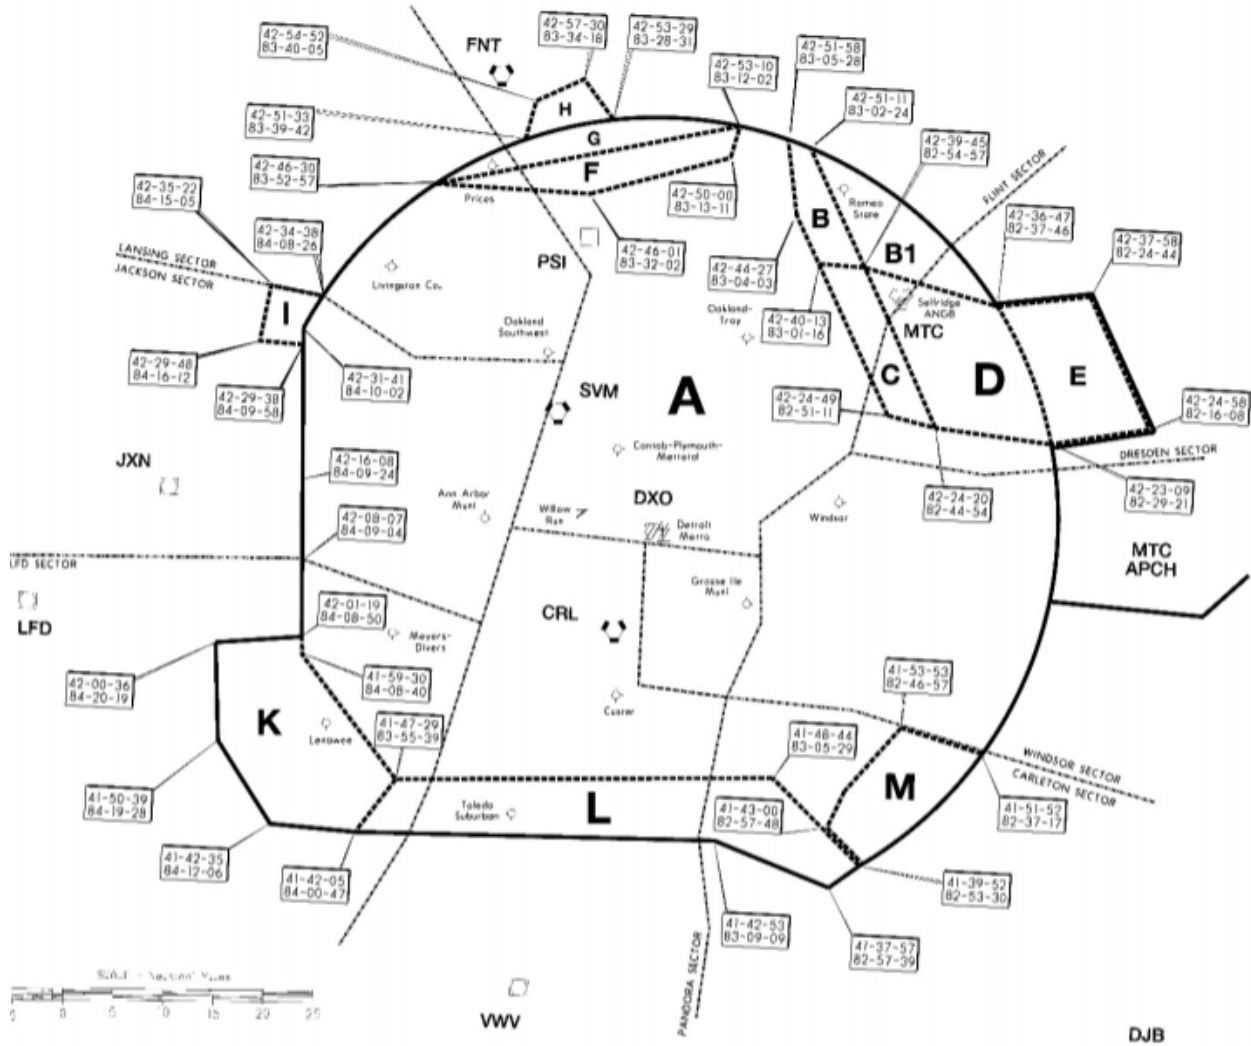 42-54-52
83-40-05
FNT
42-57-30
83-34-18
42-53-29
83-28-31
42-53-10
83-12-02
42-51-58
83-05-28
42-51-11
83-02-24
42-51-33
83-39-42
H
G
F
42-39-45
82-54-57
42-46-30
83-52-57
Prices
42-50-00
83-13-11
FLINT SECTOR
42-35-22
84-15-05
42-34-38
84-08-26
B
Romeo
State
B1
42-36-47
82-37-46
42-37-58
82-24-44
LANSING SECTOR
JACKSON SECTOR
PSI
42-46-01
83-32-02
42-44-27
83-04-03
Livingston Co.
I
Oakland
Southwest
Oakland-
Troy
42-40-13
83-01-16
Selfridge
ANGB
MTC
42-29-48
84-16-12
42-29-38
84-09-58
42-31-41
84-10-02
SVM
A
C
D
E
42-24-49
82-51-11
42-24-58
82-16-08
JXN
42-16-08
84-09-24
Ann Arbor
Muni
DRESDEN SECTOR
42-08-07
84-09-04
Willow
Run
DXO
Detroit
Metro
Windsor
42-24-20
82-44-54
42-23-09
82-29-21
LFD SECTOR
MTC
APCH
LFD
42-01-19
84-08-50
Meyers-
Divers
CRL
Grosse Ile
Muni
42-00-36
84-20-19
41-59-30
84-08-40
Custer
41-53-53
82-46-57
K
Lenawee
41-47-29
83-55-39
41-48-44
83-05-29
WINDSOR SECTOR
CARLETON SECTOR
41-50-39
84-19-28
Toledo
Suburban
L
41-43-00
82-57-48
M
41-51-52
82-37-17
41-42-35
84-12-06
41-42-05
84-00-47
41-39-52
82-53-30
41-42-53
83-09-09
41-37-57
82-57-39
PANDORA SECTOR
SCALE - Nautical Miles
5 0 5 10 15 20 25
VWV
DJB